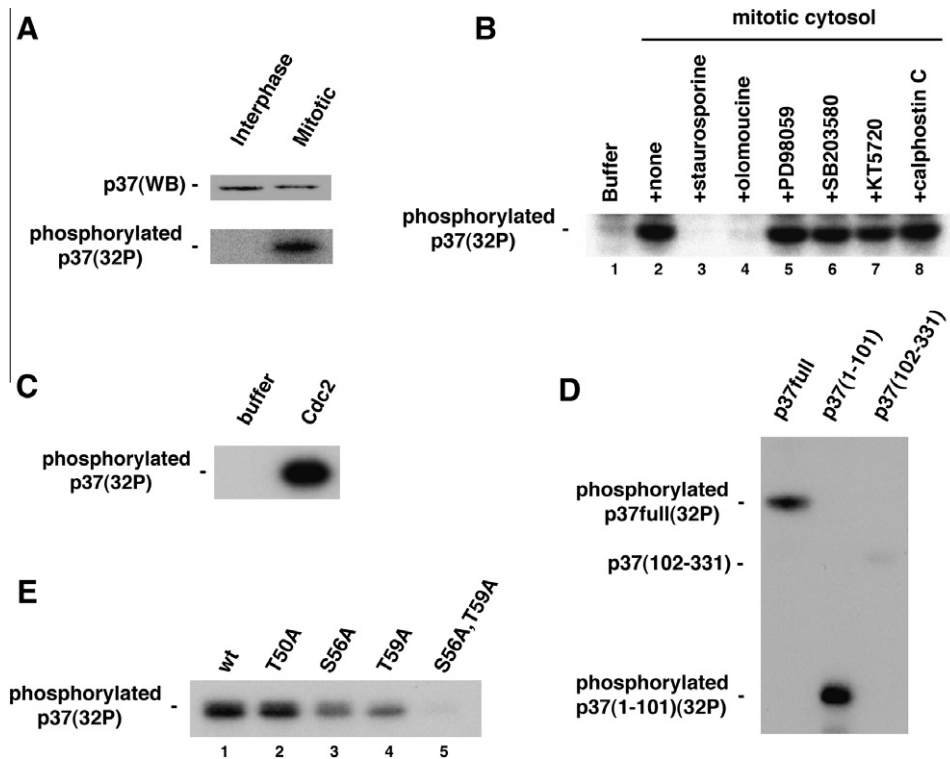 A
Interphase
Mitotic
p37(WB) -
phosphorylated
p37(32P) -
B
mitotic cytosol
Buffer
+none
+staurosporine
+olomoucine
+PD98059
+SB203580
+KT5720
+calphostin C
phosphorylated
p37(32P) -
1 2 3 4 5 6 7 8
C
buffer
Cdc2
phosphorylated
p37(32P) -
D
p37full
p37(1-101)
p37(102-331)
phosphorylated
p37full(32P) -
p37(102-331) -
phosphorylated
p37(1-101)(32P) -
E
wt
T50A
S56A
T59A
S56A,T59A
phosphorylated
p37(32P) -
1 2 3 4 5